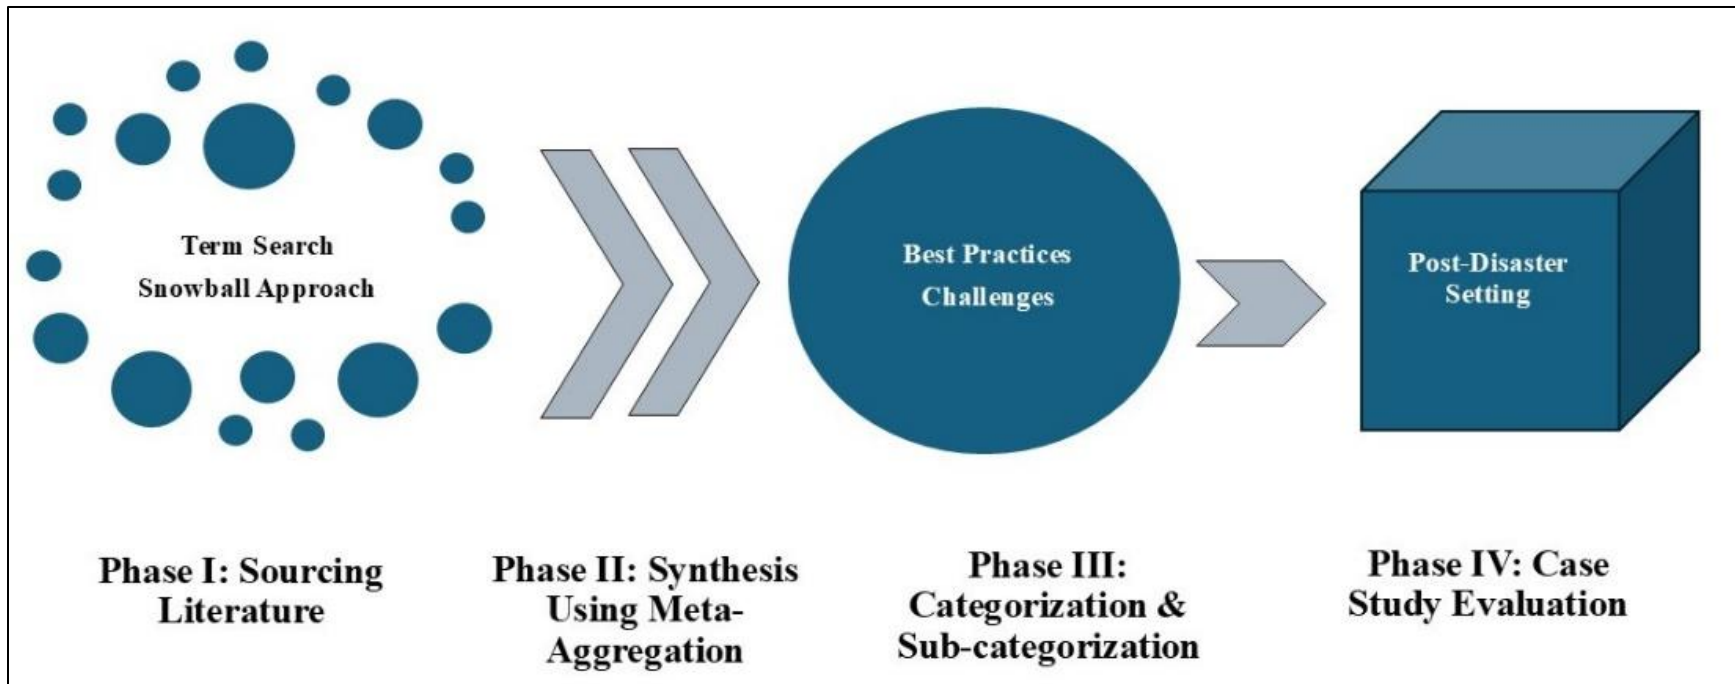 Term Search
Snowball Approach
Best Practices
Challenges
Post-Disaster
Setting
Phase I: Sourcing
Literature
Phase II: Synthesis
Using Meta-
Aggregation
Phase III:
Categorization &
Sub-categorization
Phase IV: Case
Study Evaluation